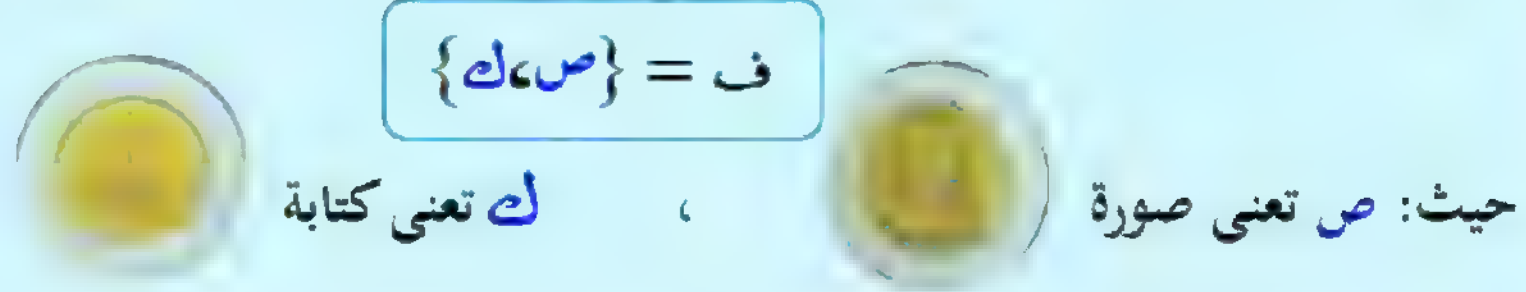 ف = {ص،ك}
حيث: ص تعنى صورة ، ك تعنى كتابة